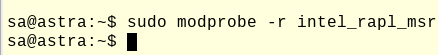 sa@astra:~$ sudo modprobe -r intel_rapl_msr
sa@astra:~$